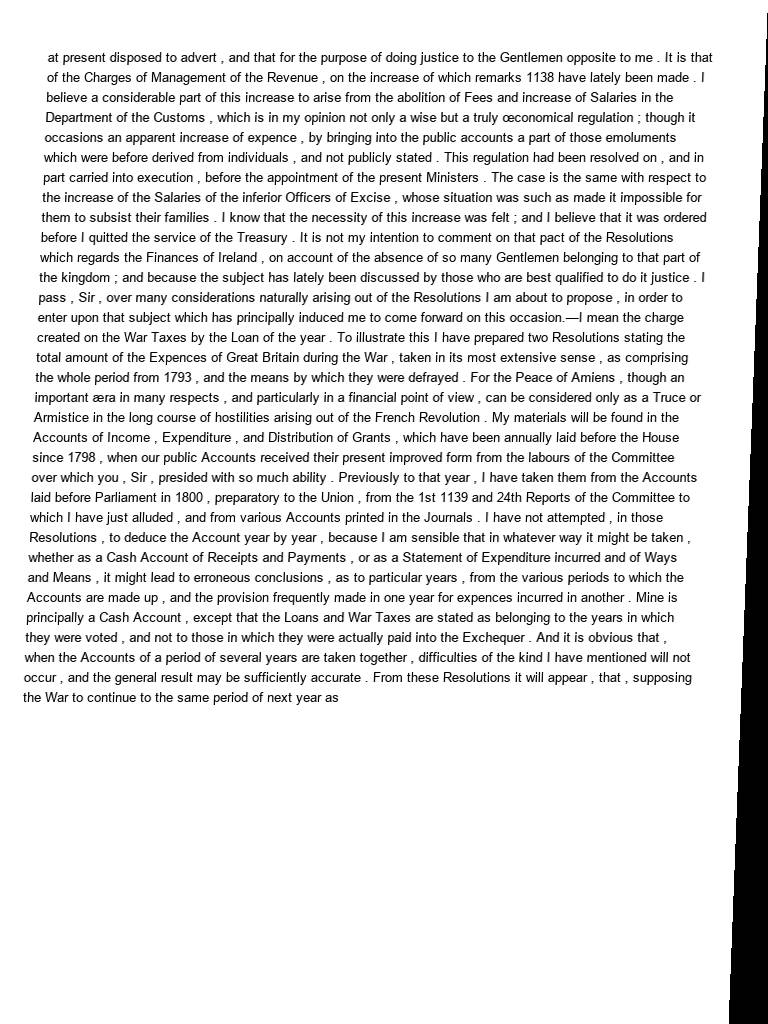 at present disposed to advert , and that for the purpose of doing justice to the Gentlemen opposite to me . It is that
of the Charges of Management of the Revenue , on the increase of which remarks 1138 have lately been made . I
believe a considerable part of this increase to arise from the abolition of Fees and increase of Salaries in the
Department of the Customs , which is in my opinion not only a wise but a truly œconomical regulation ; though it
occasions an apparent increase of expence , by bringing into the public accounts a part of those emoluments
which were before derived from individuals , and not publicly stated . This regulation had been resolved on , and in
part carried into execution , before the appointment of the present Ministers . The case is the same with respect to
the increase of the Salaries of the inferior Officers of Excise , whose situation was such as made it impossible for
them to subsist their families . I know that the necessity of this increase was felt ; and I believe that it was ordered
before I quitted the service of the Treasury . It is not my intention to comment on that pact of the Resolutions
which regards the Finances of Ireland , on account of the absence of so many Gentlemen belonging to that part of
the kingdom ; and because the subject has lately been discussed by those who are best qualified to do it justice . I
pass , Sir , over many considerations naturally arising out of the Resolutions I am about to propose , in order to
enter upon that subject which has principally induced me to come forward on this occasion.—I mean the charge
created on the War Taxes by the Loan of the year . To illustrate this I have prepared two Resolutions stating the
total amount of the Expences of Great Britain during the War , taken in its most extensive sense , as comprising
the whole period from 1793 , and the means by which they were defrayed . For the Peace of Amiens , though an
important æra in many respects , and particularly in a financial point of view , can be considered only as a Truce or
Armistice in the long course of hostilities arising out of the French Revolution . My materials will be found in the
Accounts of Income , Expenditure , and Distribution of Grants , which have been annually laid before the House
since 1798 , when our public Accounts received their present improved form from the labours of the Committee
over which you , Sir , presided with so much ability . Previously to that year , I have taken them from the Accounts
laid before Parliament in 1800 , preparatory to the Union , from the 1st 1139 and 24th Reports of the Committee to
which I have just alluded , and from various Accounts printed in the Journals . I have not attempted , in those
Resolutions , to deduce the Account year by year , because I am sensible that in whatever way it might be taken ,
whether as a Cash Account of Receipts and Payments , or as a Statement of Expenditure incurred and of Ways
and Means , it might lead to erroneous conclusions , as to particular years , from the various periods to which the
Accounts are made up , and the provision frequently made in one year for expences incurred in another . Mine is
principally a Cash Account , except that the Loans and War Taxes are stated as belonging to the years in which
they were voted , and not to those in which they were actually paid into the Exchequer . And it is obvious that ,
when the Accounts of a period of several years are taken together , difficulties of the kind I have mentioned will not
occur , and the general result may be sufficiently accurate . From these Resolutions it will appear , that , supposing
the War to continue to the same period of next year as